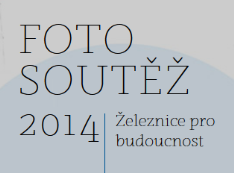 FOTO
SOUTĚŽ
2014
Železnice pro
budoucnost